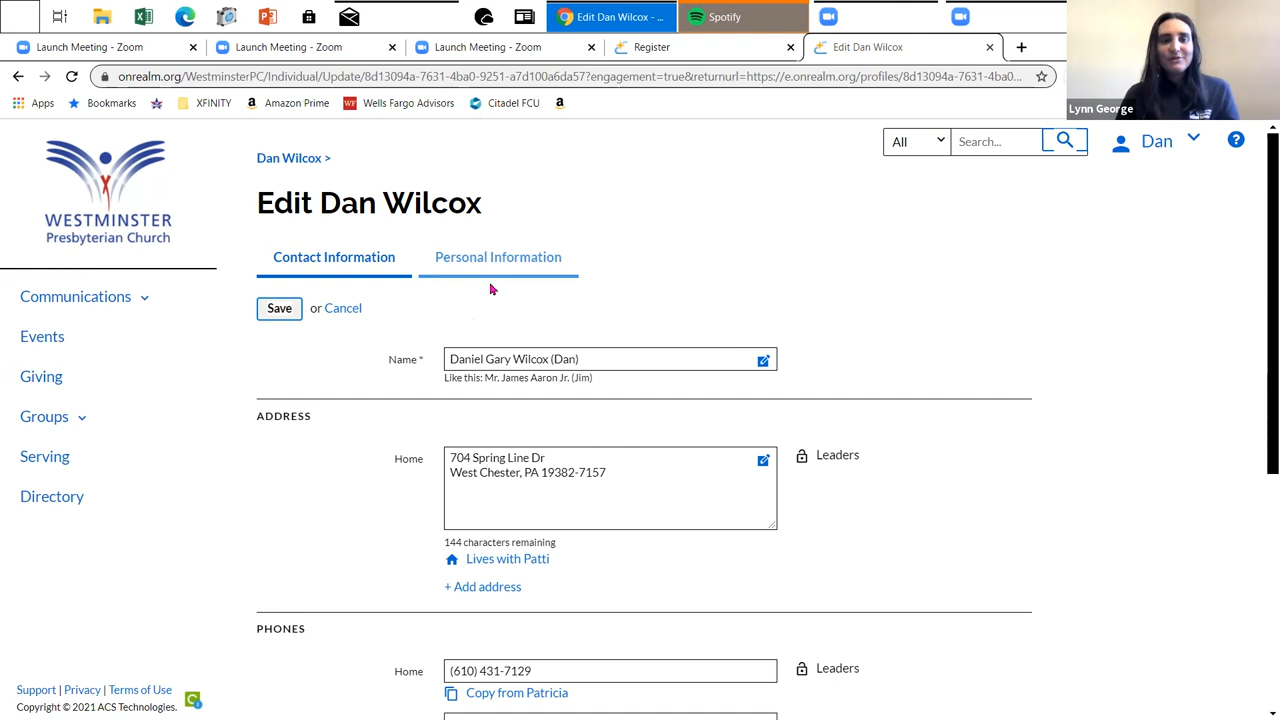 Edit Dan Wilcox - ...
Spotify
Launch Meeting - Zoom
Launch Meeting - Zoom
Launch Meeting - Zoom
Register
Edit Dan Wilcox
onrealm.org/WestminsterPC/Individual/Update/8d13094a-7631-4ba0-b251-a7d100a6da57?engagement=true&returnurl=https://e.onrealm.org/profiles/8d13094a-7631-4ba0...
Apps
Bookmarks
XFINITY
Amazon Prime
Wells Fargo Advisors
Citadel FCU
Lynn George
WESTMINSTER
Presbyterian Church
Communications
Events
Giving
Groups
Serving
Directory
Support | Privacy | Terms of Use
Copyright © 2021 ACS Technologies.
All
Search...
Dan
Dan Wilcox >
Edit Dan Wilcox
Contact Information
Personal Information
Save or Cancel
Name *
Daniel Gary Wilcox (Dan)
Like this: Mr. James Aaron Jr. (Jim)
ADDRESS
Home
704 Spring Line Dr
West Chester, PA 19382-7157
Leaders
144 characters remaining
Lives with Patti
+ Add address
PHONES
Home
(610) 431-7129
Leaders
Copy from Patricia